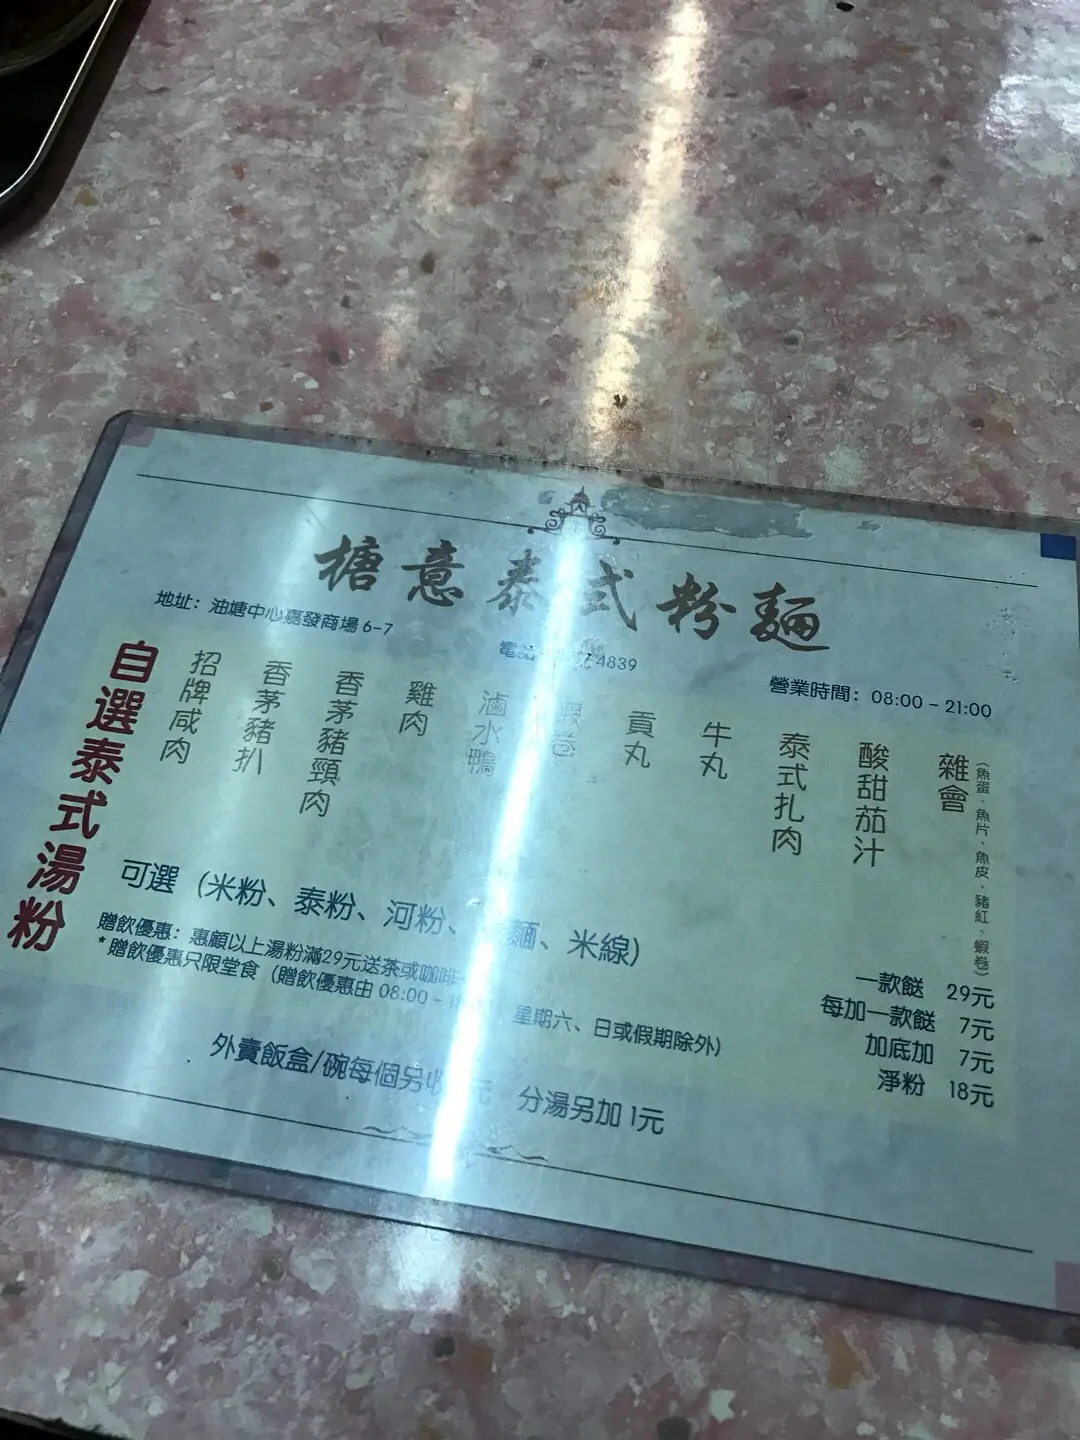 搪意泰式粉麵
地址：油塘中心嘉發商場 6-7
電話 4839
營業時間：08:00 – 21:00
自選泰式湯粉
招牌咸肉
香茅豬扒
香茅豬頸肉
雞肉
滷水鴨
蝦卷
貢丸
牛丸
泰式扎肉
酸甜茄汁
雜會
（魚蛋、魚片、魚皮、豬紅、蝦卷）
可選（米粉、泰粉、河粉、麵、米線）
贈飲優惠：惠顧以上湯粉滿29元送茶或咖啡
*贈飲優惠只限堂食（贈飲優惠由 08:00 – 星期六、日或假期除外）
一款餸 29元
每加一款餸 7元
加底加 7元
淨粉 18元
外賣飯盒/碗每個另收 元 分湯另加 1元